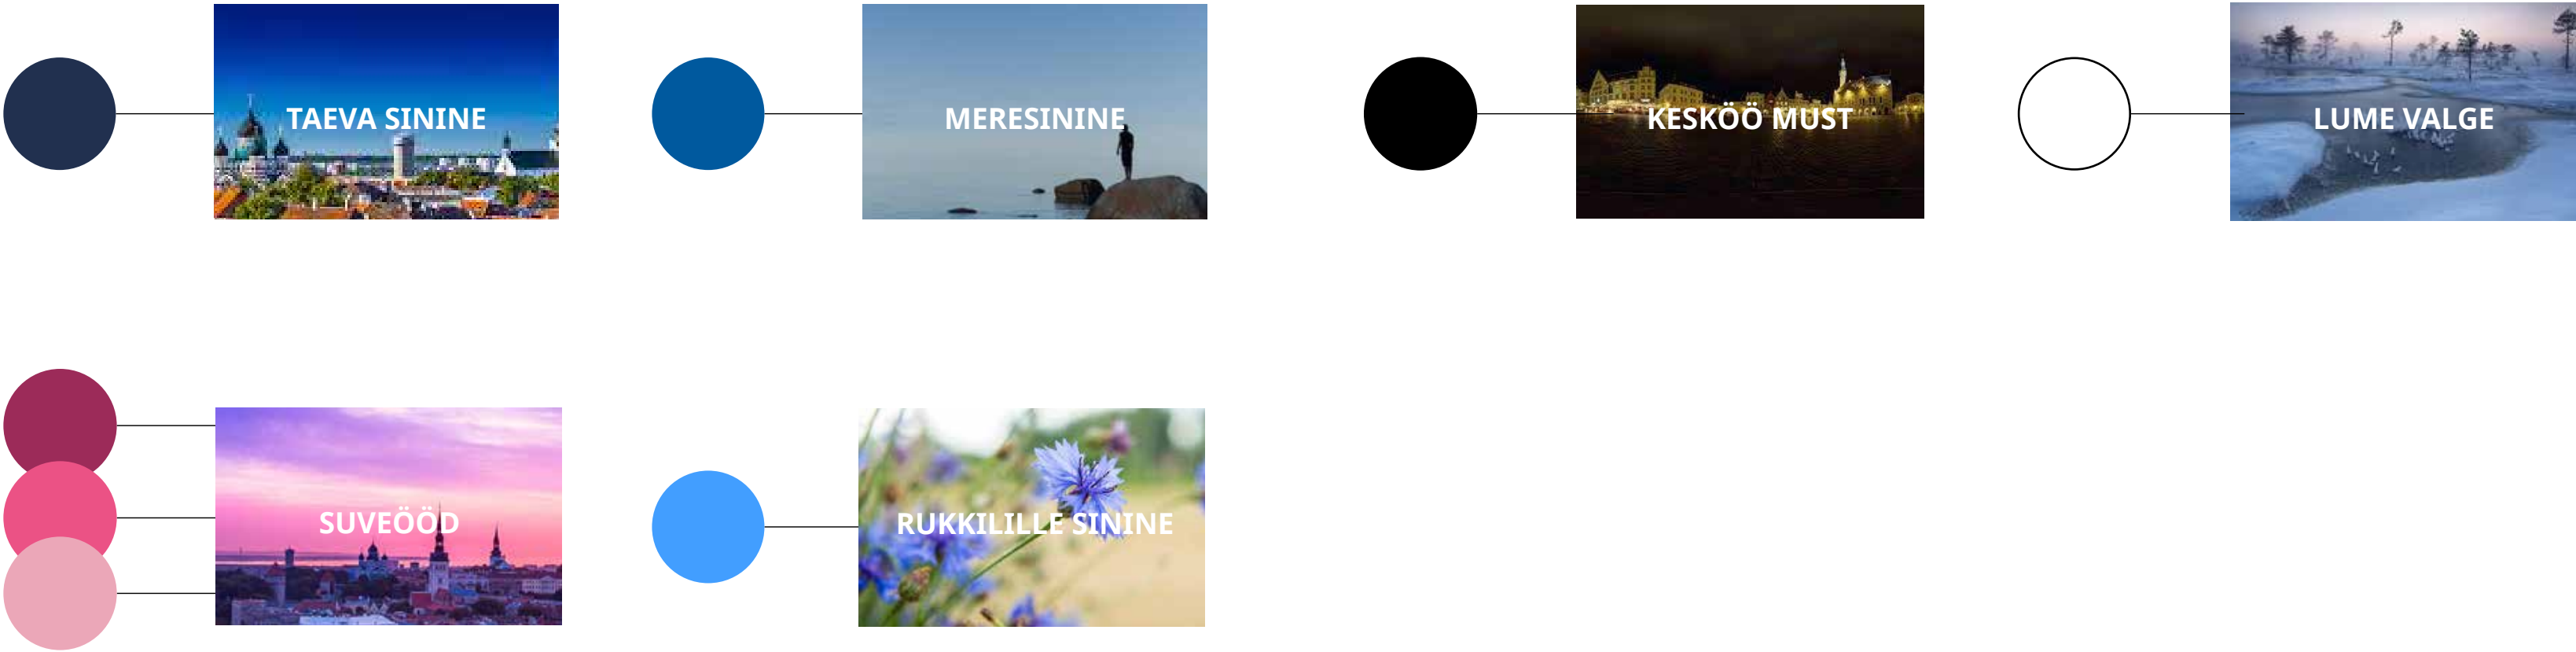 TAEVA SININE
MERESININE
KESKÖÖ MUST
LUME VALGE
SUVEÖÖD
RUKKILILLE SININE